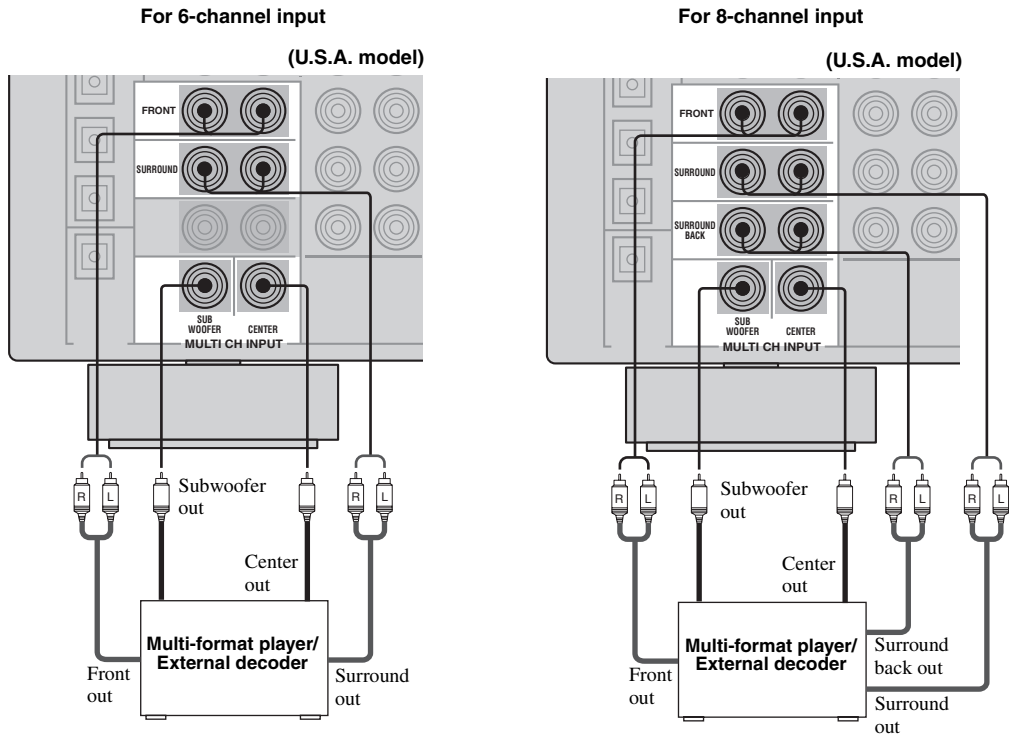 For 6-channel input
(U.S.A. model)
FRONT
SURROUND
SUB
WOOFER
CENTER
MULTI CH INPUT
R
L
Subwoofer
out
R
L
Center
out
Multi-format player/
External decoder
Front
out
Surround
out
For 8-channel input
(U.S.A. model)
FRONT
SURROUND
SURROUND
BACK
SUB
WOOFER
CENTER
MULTI CH INPUT
R
L
Subwoofer
out
R
L
R
L
Center
out
Multi-format player/
External decoder
Front
out
Surround
back out
Surround
out